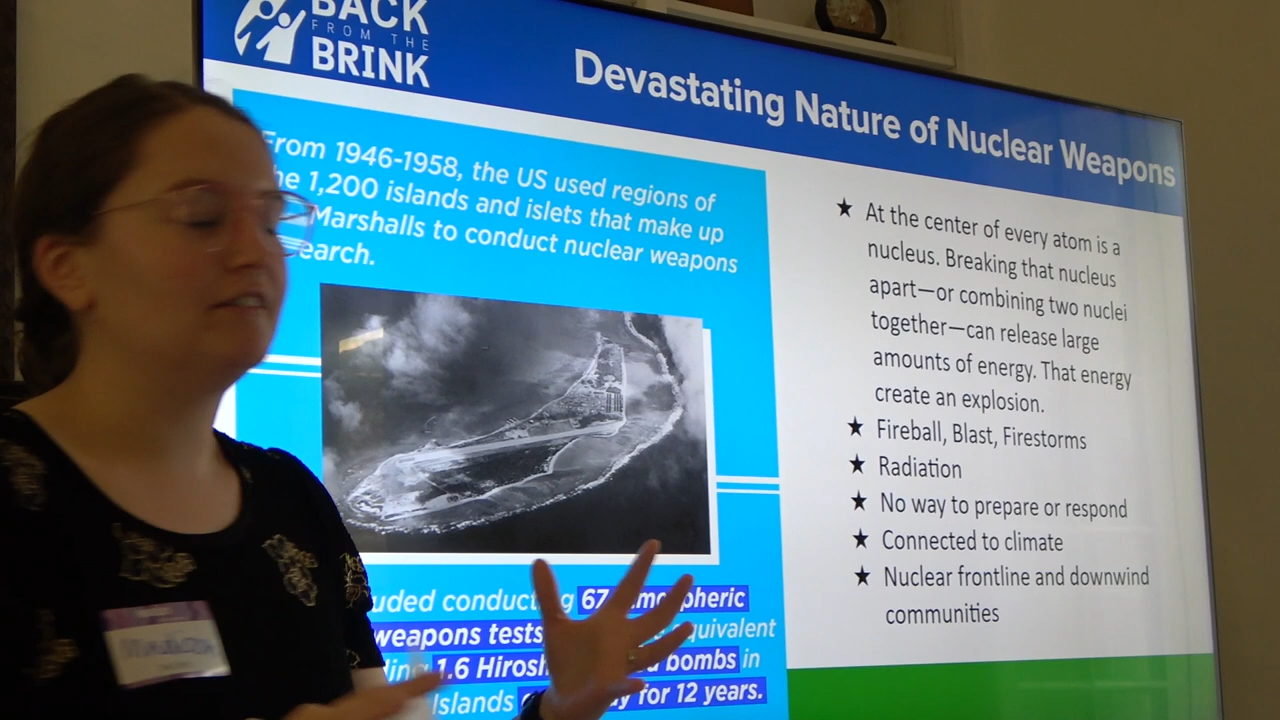 BACK
FROM THE
BRINK
Devastating Nature of Nuclear Weapons
From 1946-1958, the US used regions of
he 1,200 islands and islets that make up
Marshalls to conduct nuclear weapons
earch.
uded conducting 67 atmospheric
weapons tests equivalent
1.6 Hirosh bombs in
Islands y for 12 years.
★ At the center of every atom is a
nucleus. Breaking that nucleus
apart—or combining two nuclei
together—can release large
amounts of energy. That energy
create an explosion.
★ Fireball, Blast, Firestorms
★ Radiation
★ No way to prepare or respond
★ Connected to climate
★ Nuclear frontline and downwind
communities